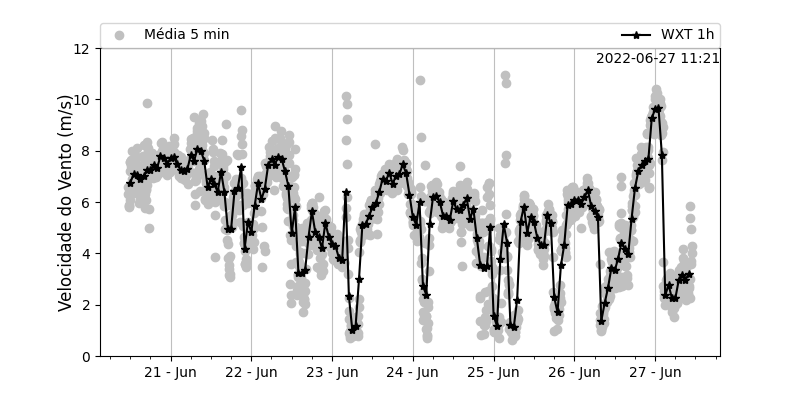 Média 5 min
WXT 1h
2022-06-27 11:21
Velocidade do Vento (m/s)
12
10
8
6
4
2
0
21 - Jun
22 - Jun
23 - Jun
24 - Jun
25 - Jun
26 - Jun
27 - Jun